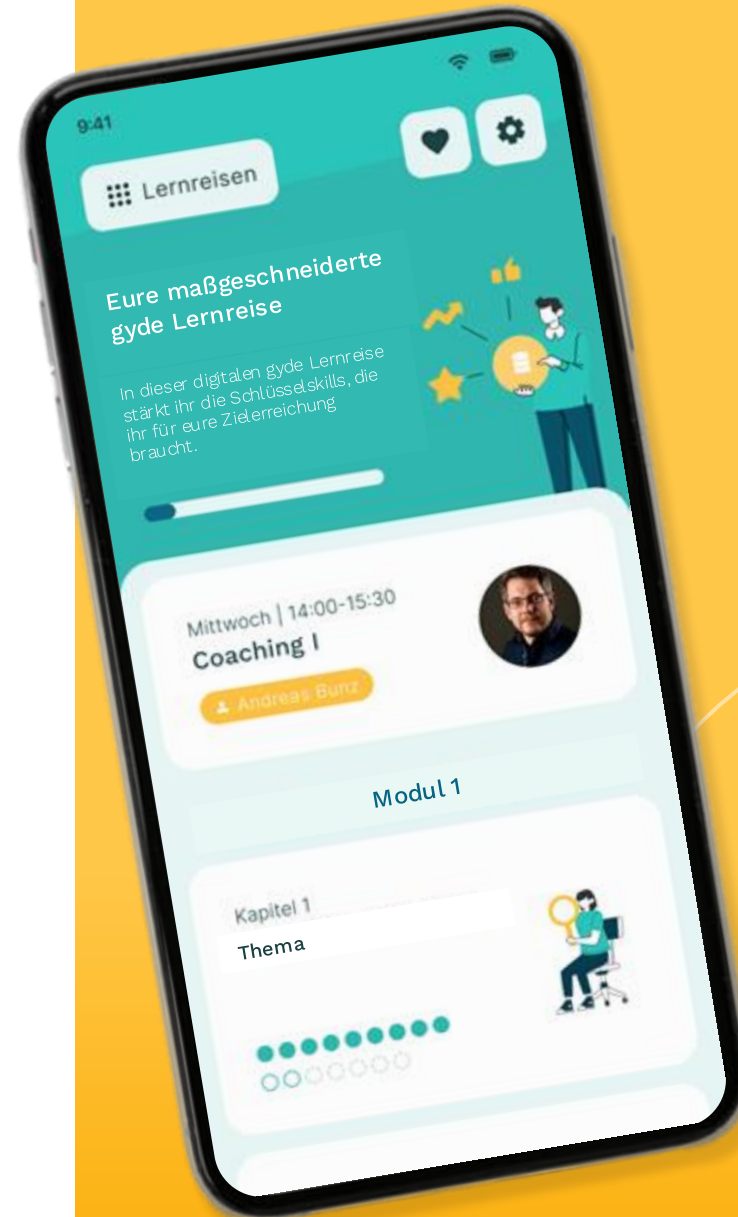 9:41
Lernreisen
Eure maßgeschneiderte
gyde Lernreise
In dieser digitalen gyde Lernreise
stärkt ihr die Schlüsselskills, die
ihr für eure Zielerreichung
braucht.
Mittwoch | 14:00-15:30
Coaching I
Andreas Bunz
Modul 1
Kapitel 1
Thema